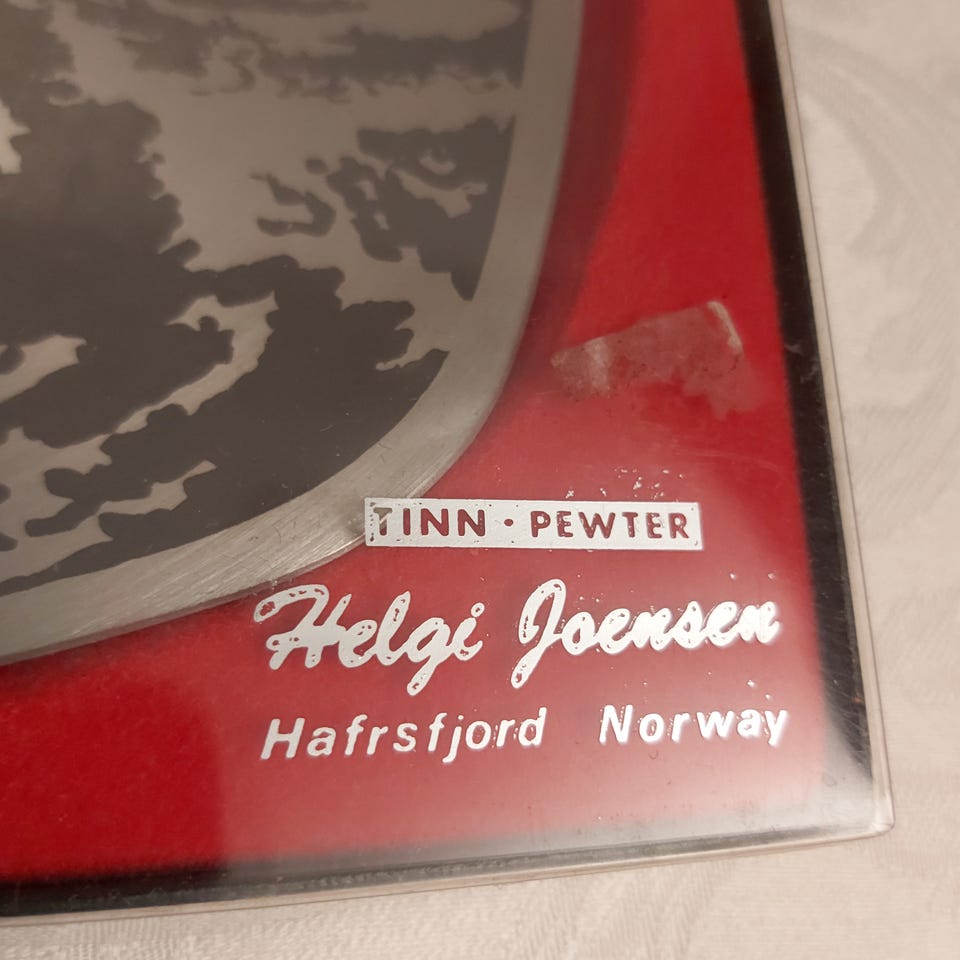 TINN · PEWTER
Helgi Joensen
Hafrsfjord Norway